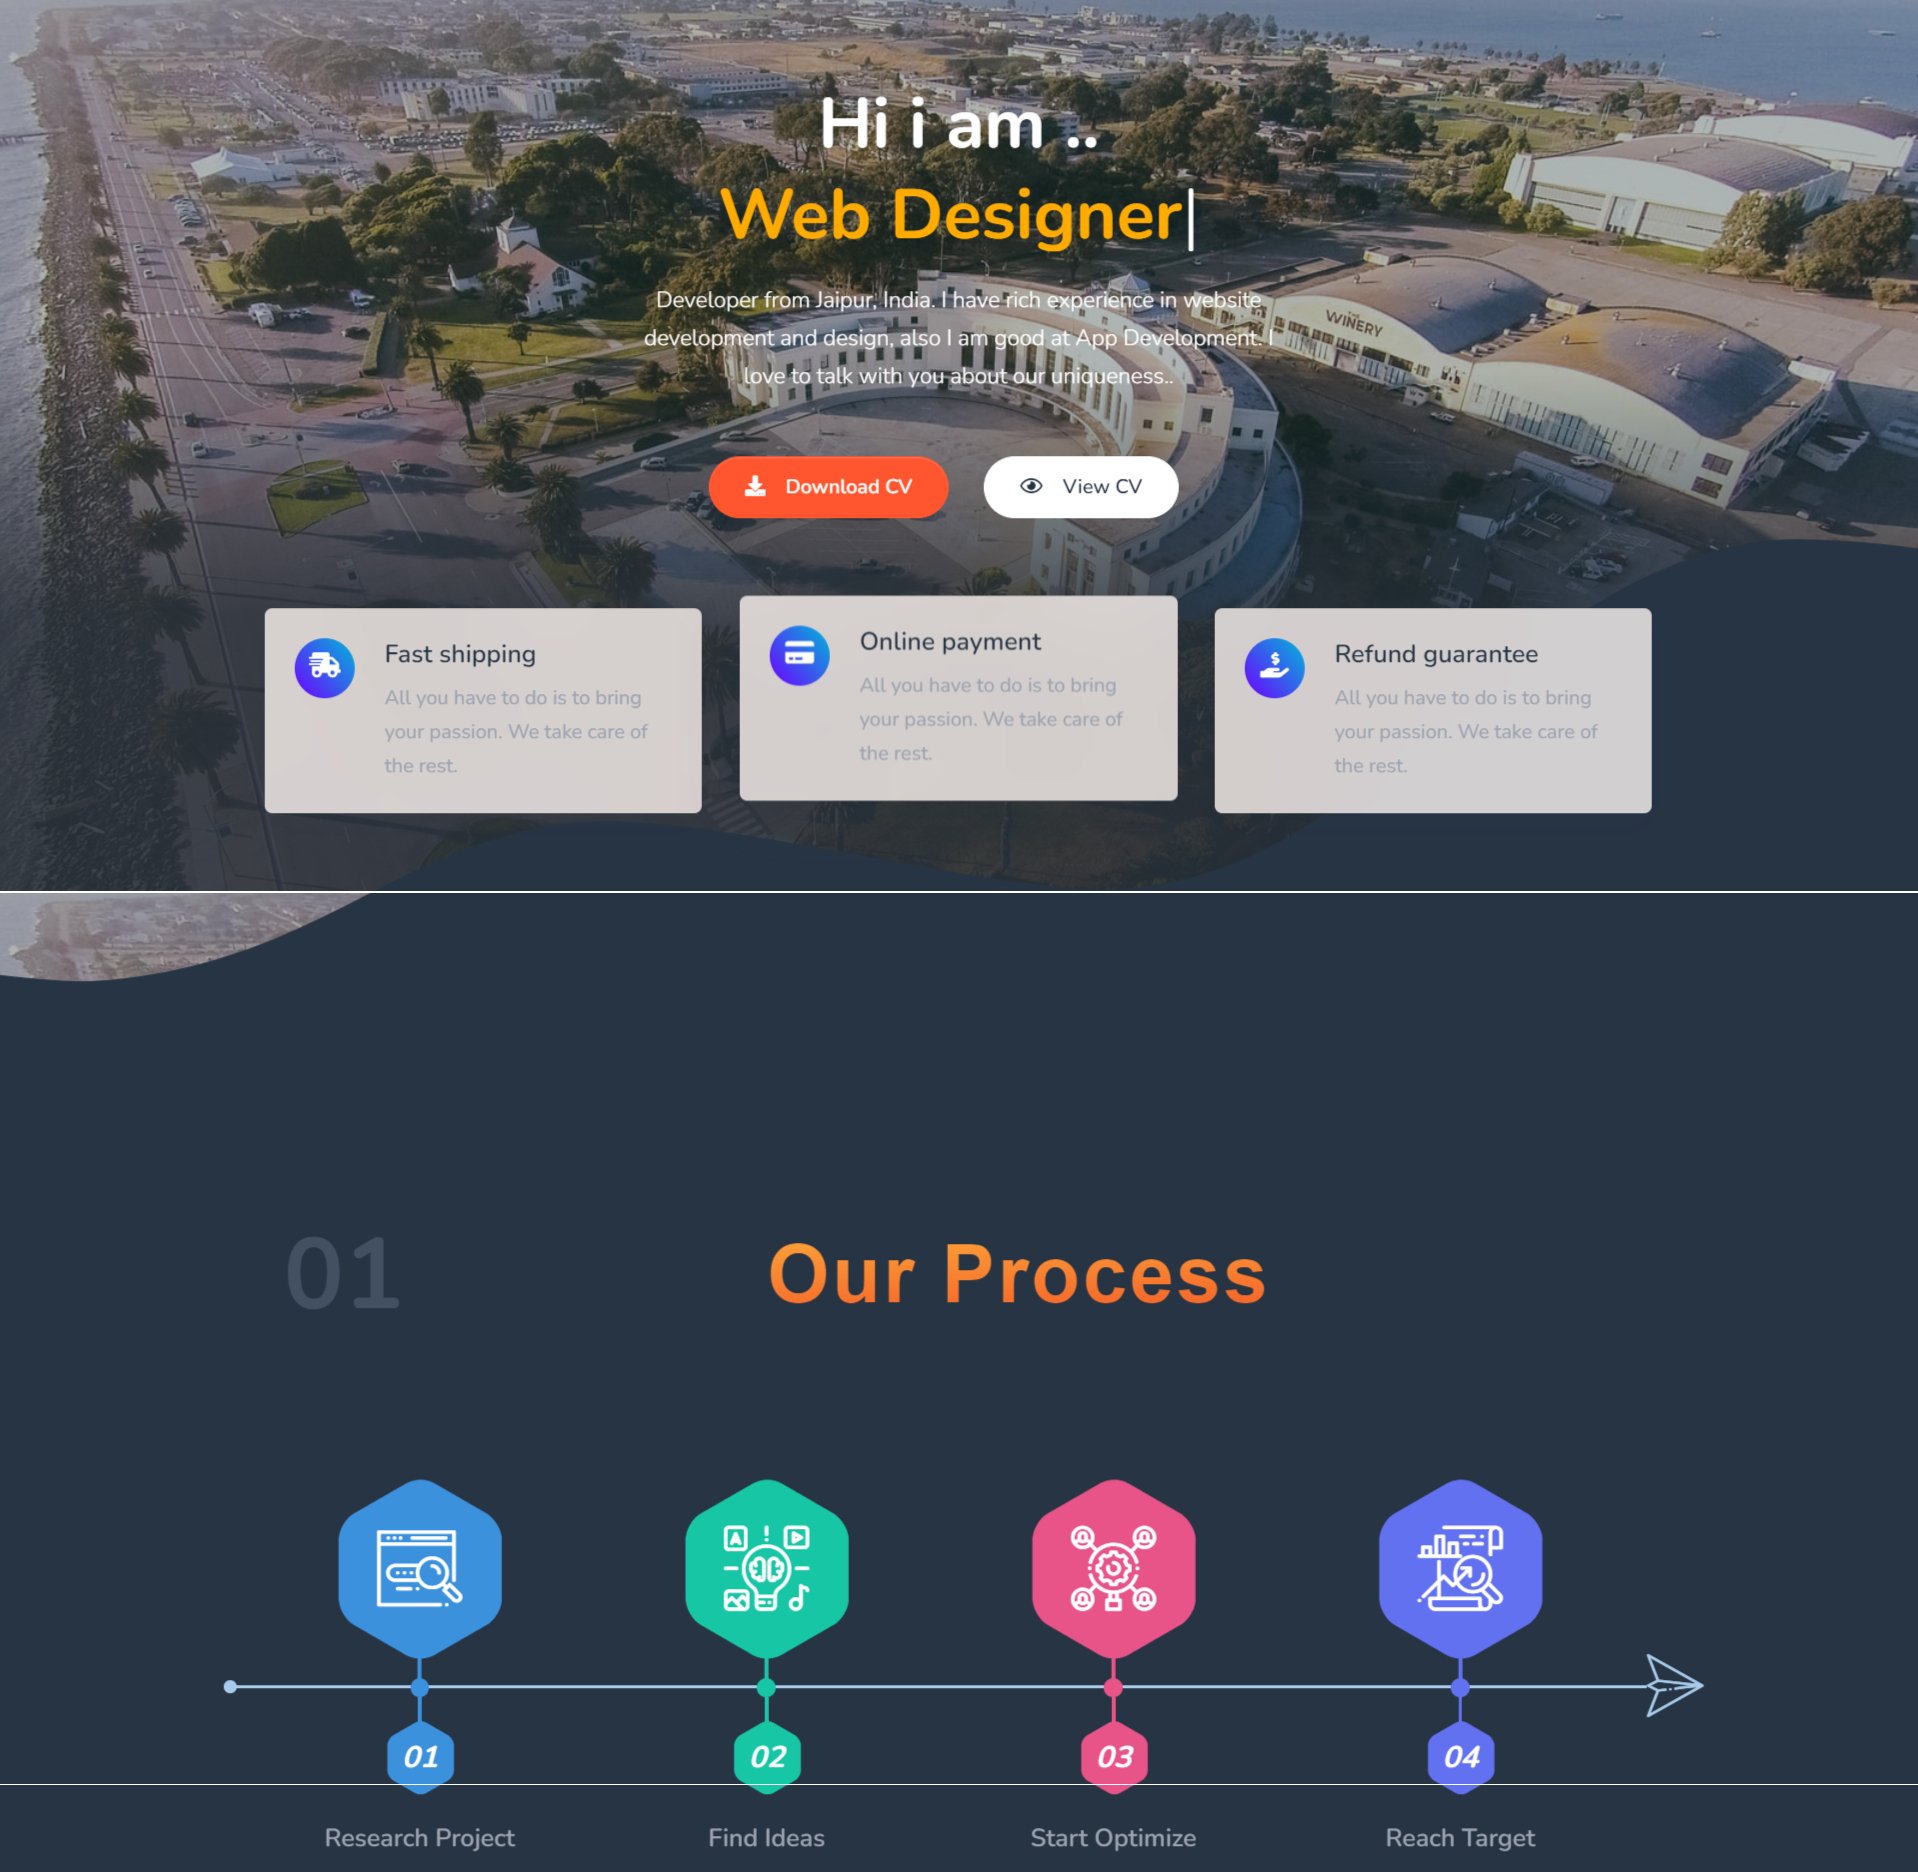 Hi i am ..
Web Designer|
Developer from Jaipur, India. I have rich experience in website
development and design, also I am good at App Development. I
love to talk with you about our uniqueness..
THE
WINERY
Download CV
View CV
Fast shipping
All you have to do is to bring
your passion. We take care of
the rest.
Online payment
All you have to do is to bring
your passion. We take care of
the rest.
Refund guarantee
All you have to do is to bring
your passion. We take care of
the rest.
01
Our Process
A
01
02
03
04
Research Project
Find Ideas
Start Optimize
Reach Target